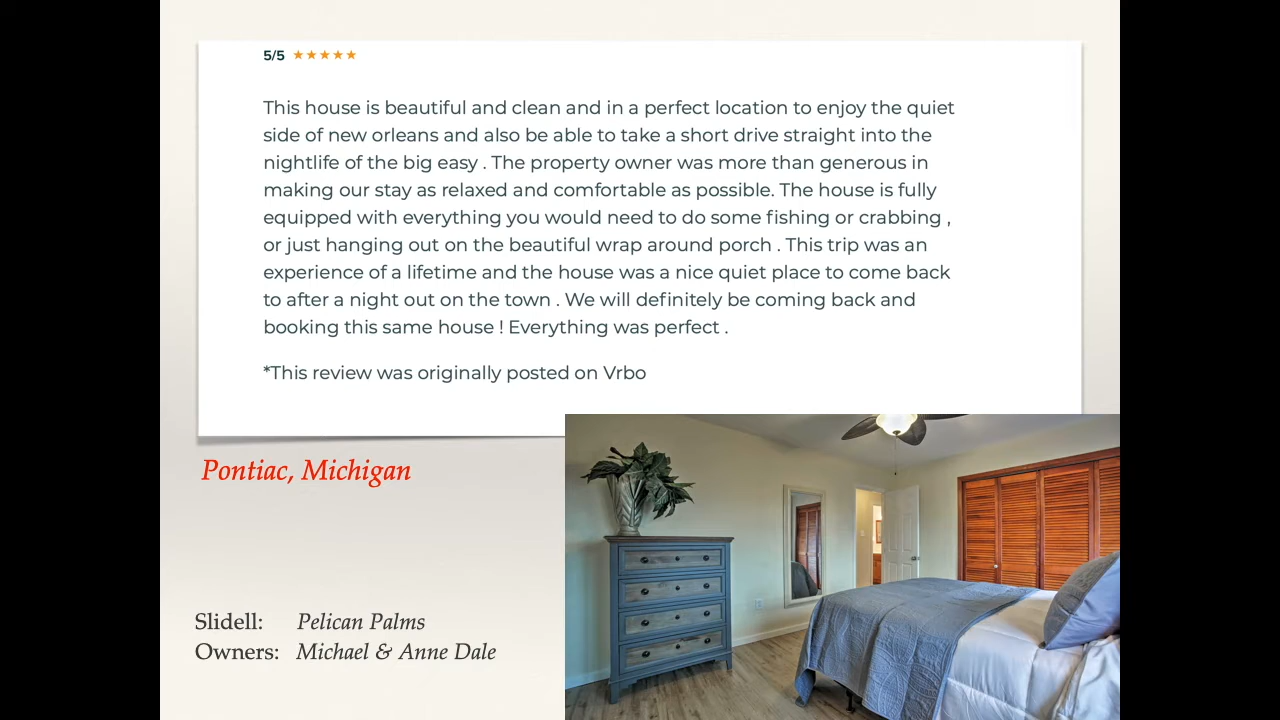 5/5 ★★★★★
This house is beautiful and clean and in a perfect location to enjoy the quiet
side of new orleans and also be able to take a short drive straight into the
nightlife of the big easy . The property owner was more than generous in
making our stay as relaxed and comfortable as possible. The house is fully
equipped with everything you would need to do some fishing or crabbing ,
or just hanging out on the beautiful wrap around porch . This trip was an
experience of a lifetime and the house was a nice quiet place to come back
to after a night out on the town . We will definitely be coming back and
booking this same house ! Everything was perfect .
*This review was originally posted on Vrbo
Pontiac, Michigan
Slidell: Pelican Palms
Owners: Michael & Anne Dale